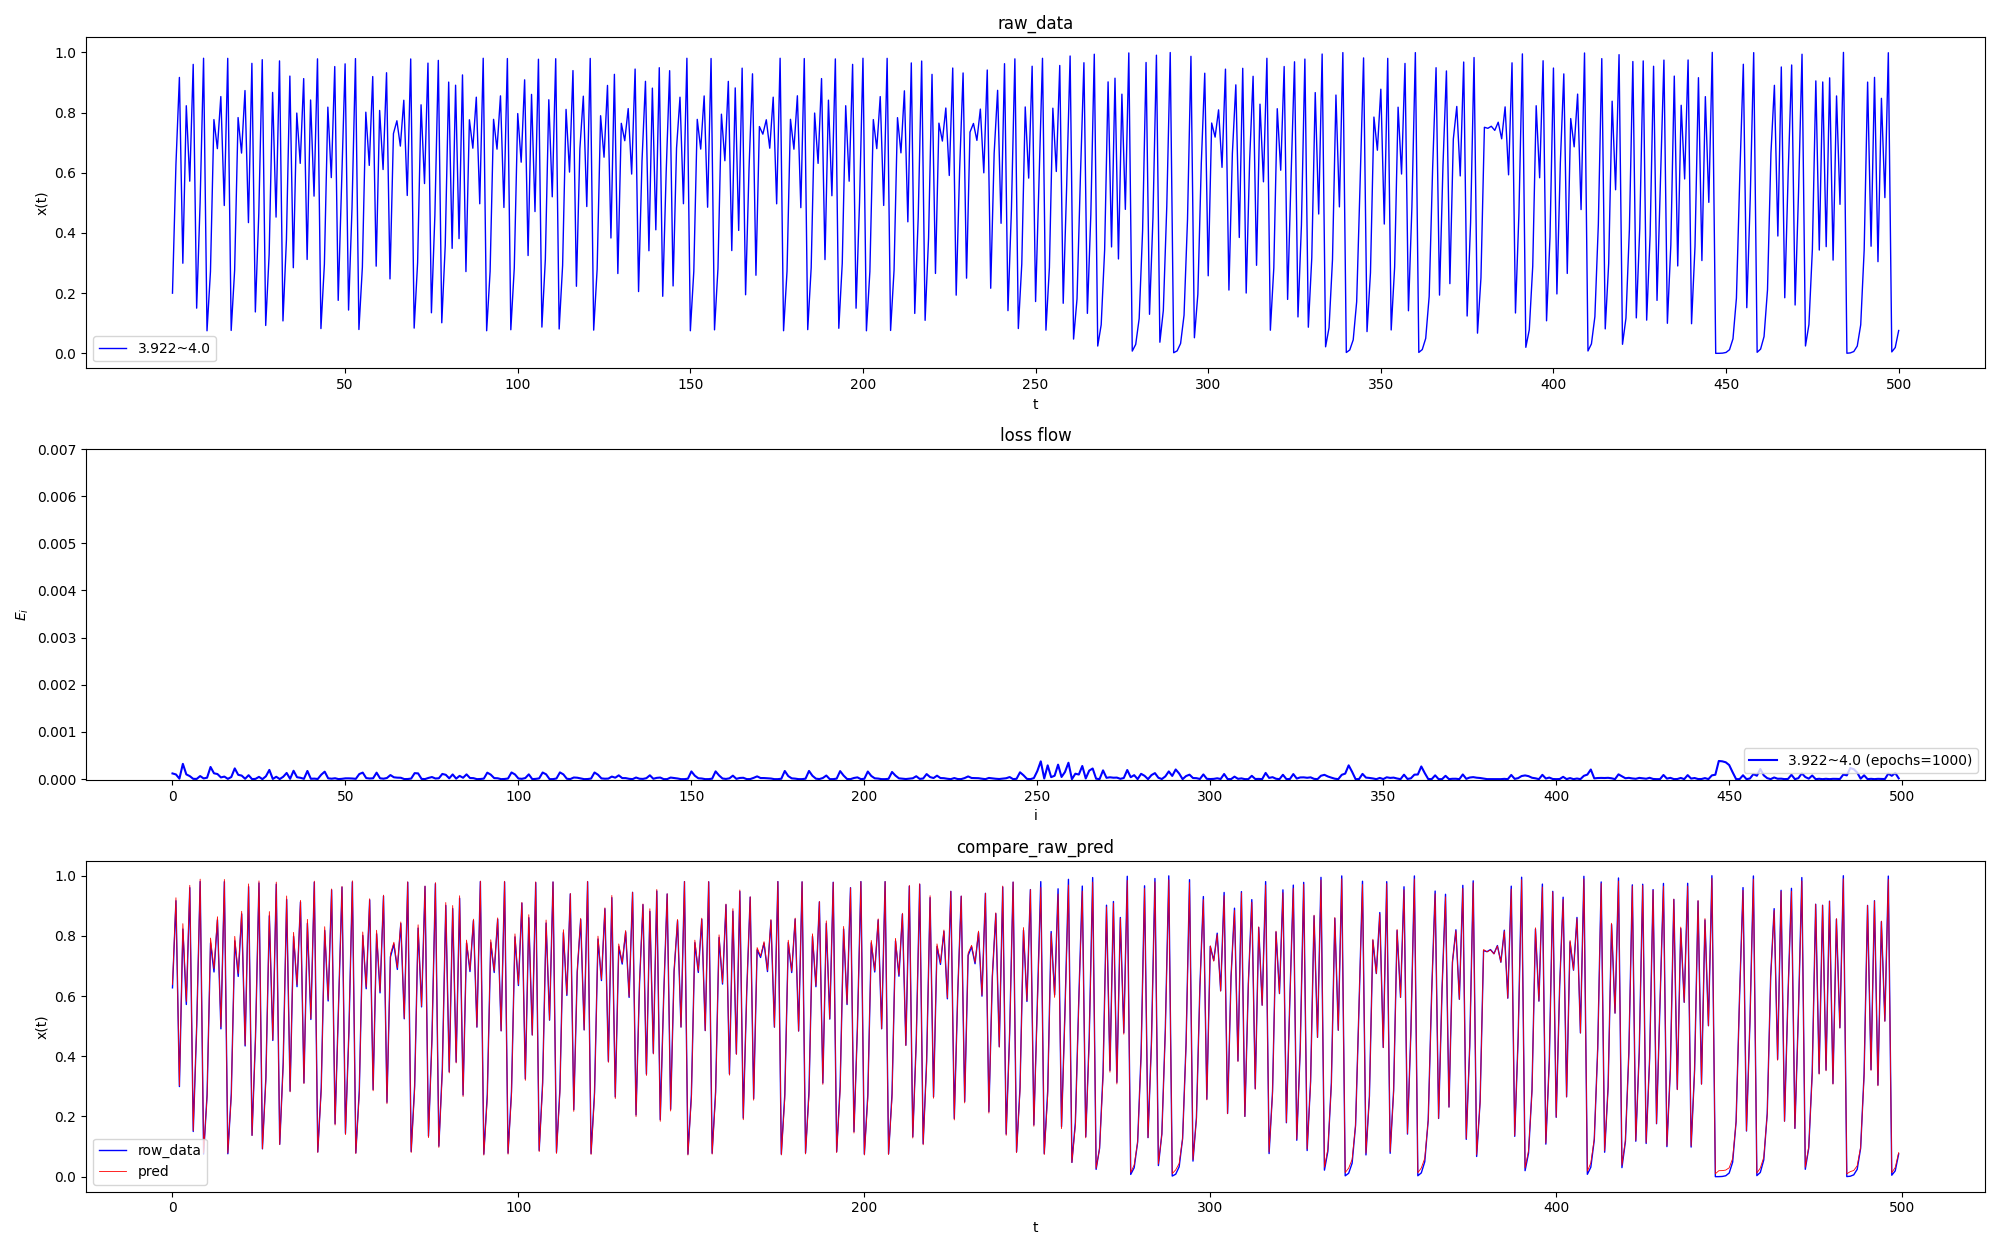 raw_data
1.0
0.8
0.6
0.4
0.2
0.0
x(t)
3.922~4.0
50 100 150 200 250 300 350 400 450 500
t
loss flow
0.007
0.006
0.005
0.004
0.003
0.002
0.001
0.000
E_i
3.922~4.0 (epochs=1000)
0 50 100 150 200 250 300 350 400 450 500
i
compare_raw_pred
1.0
0.8
0.6
0.4
0.2
0.0
x(t)
row_data
pred
0 100 200 300 400 500
t